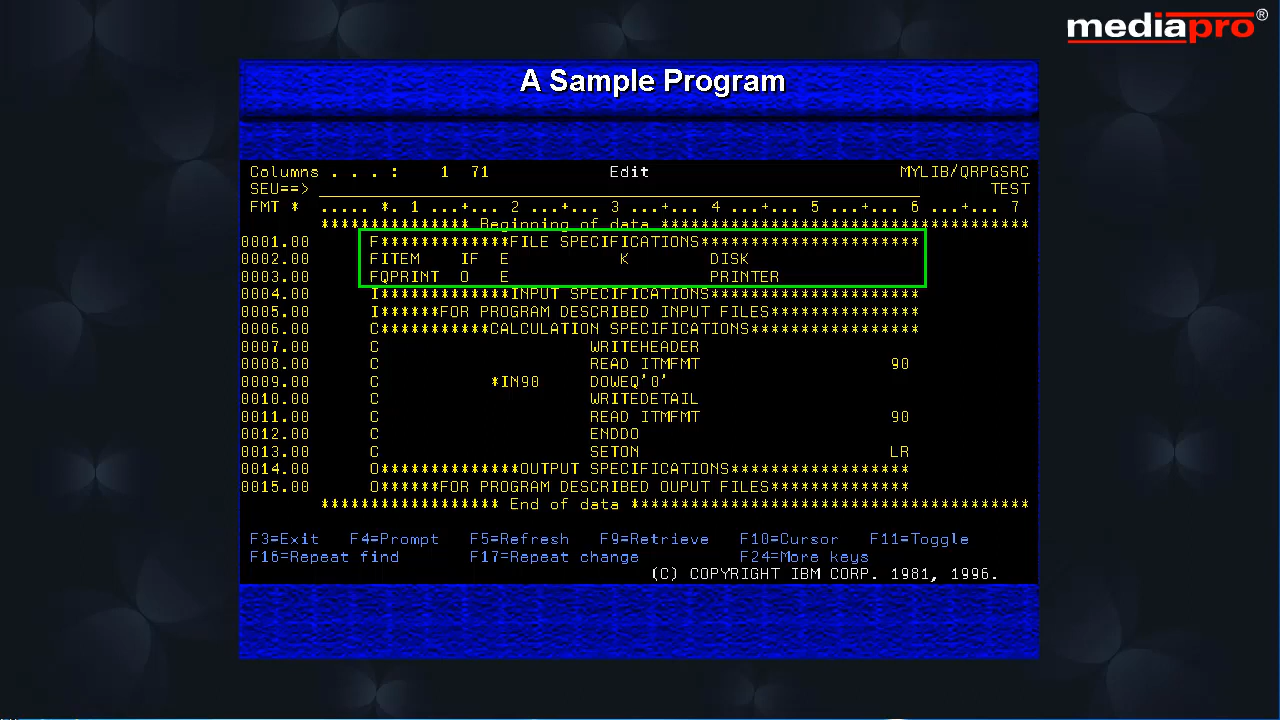 mediapro®
A Sample Program
Columns . . . : 1 71 Edit MYLIB/QRPGSRC
SEU==> TEST
FMT * ..... *. 1 ...+... 2 ...+... 3 ...+... 4 ...+... 5 ...+... 6 ...+... 7
*************** Beginning of data *************************************
0001.00 F*************FILE SPECIFICATIONS**********************
0002.00 FITEM IF E K DISK
0003.00 FQPRINT O E PRINTER
0004.00 I*************INPUT SPECIFICATIONS*********************
0005.00 I******FOR PROGRAM DESCRIBED INPUT FILES***************
0006.00 C***********CALCULATION SPECIFICATIONS*****************
0007.00 C WRITEHEADER
0008.00 C READ ITMFMT 90
0009.00 C *IN90 DOWEQ'0'
0010.00 C WRITEDETAIL
0011.00 C READ ITMFMT 90
0012.00 C ENDDO
0013.00 C SETON LR
0014.00 O**************OUTPUT SPECIFICATIONS******************
0015.00 O******FOR PROGRAM DESCRIBED OUPUT FILES**************
****************** End of data ****************************************
F3=Exit F4=Prompt F5=Refresh F9=Retrieve F10=Cursor F11=Toggle
F16=Repeat find F17=Repeat change F24=More keys
(C) COPYRIGHT IBM CORP. 1981, 1996.